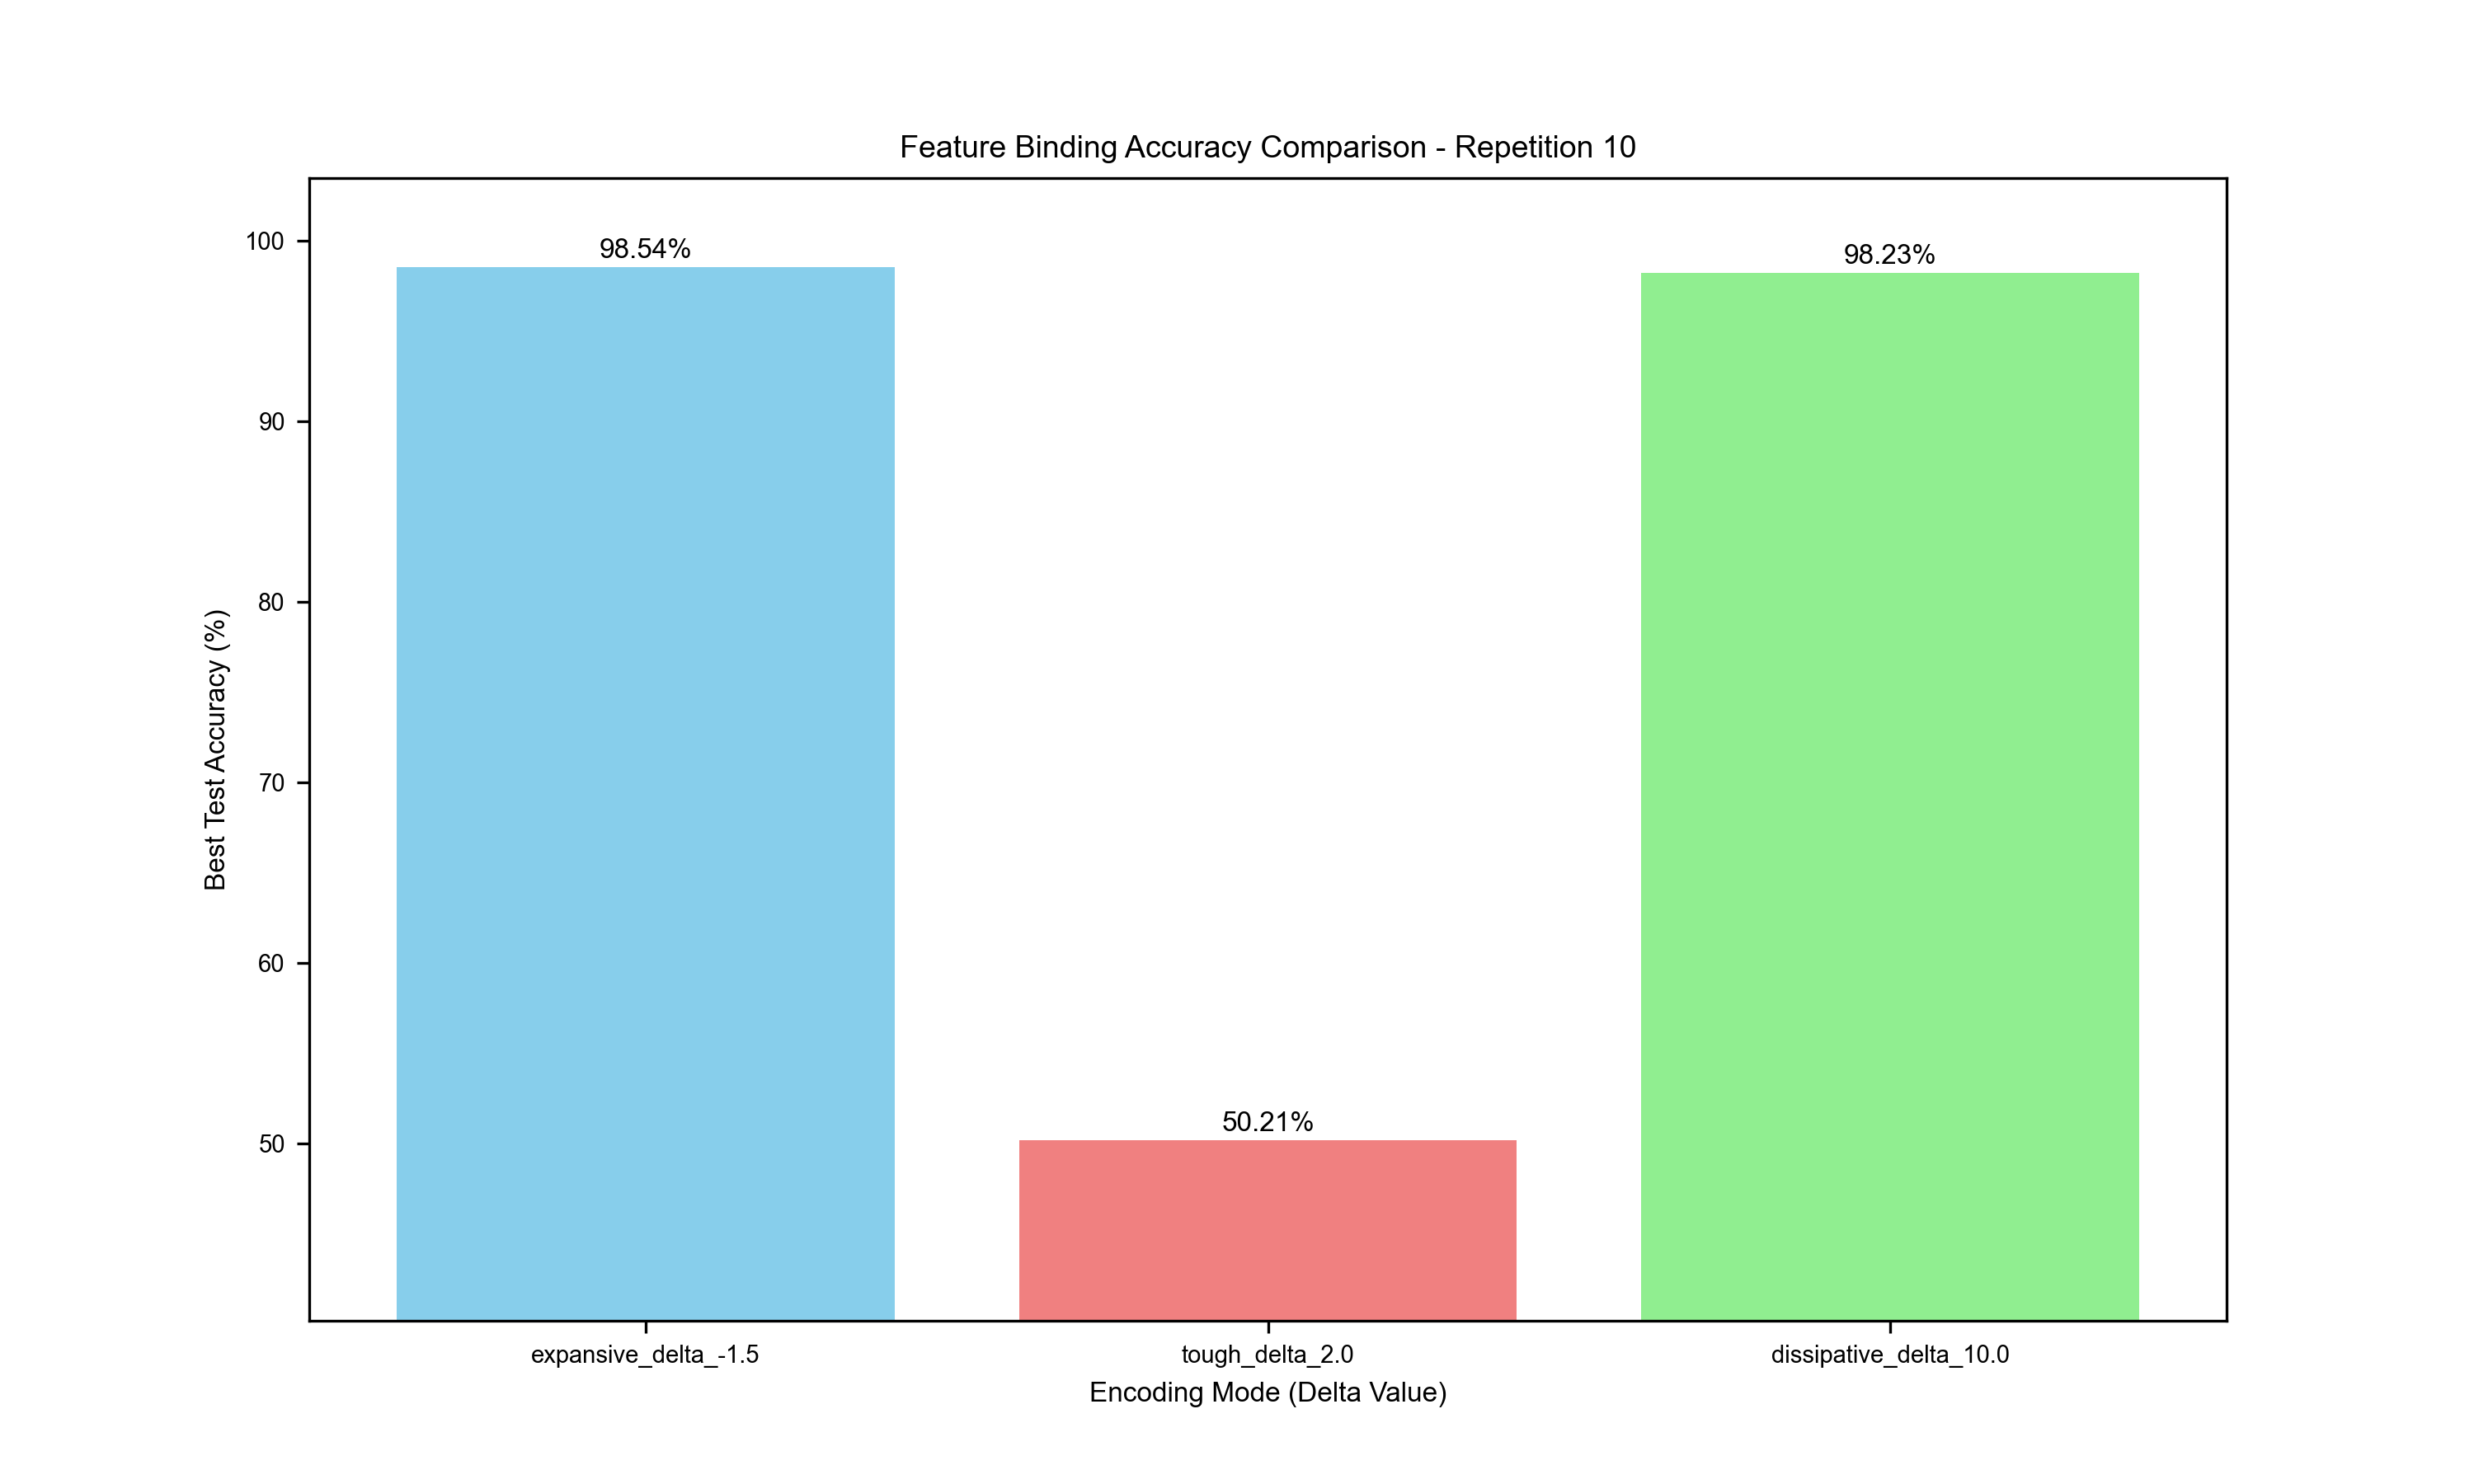 Feature Binding Accuracy Comparison - Repetition 10
100
90
80
70
60
50
Best Test Accuracy (%)
98.54%
50.21%
98.23%
expansive_delta_-1.5
tough_delta_2.0
dissipative_delta_10.0
Encoding Mode (Delta Value)